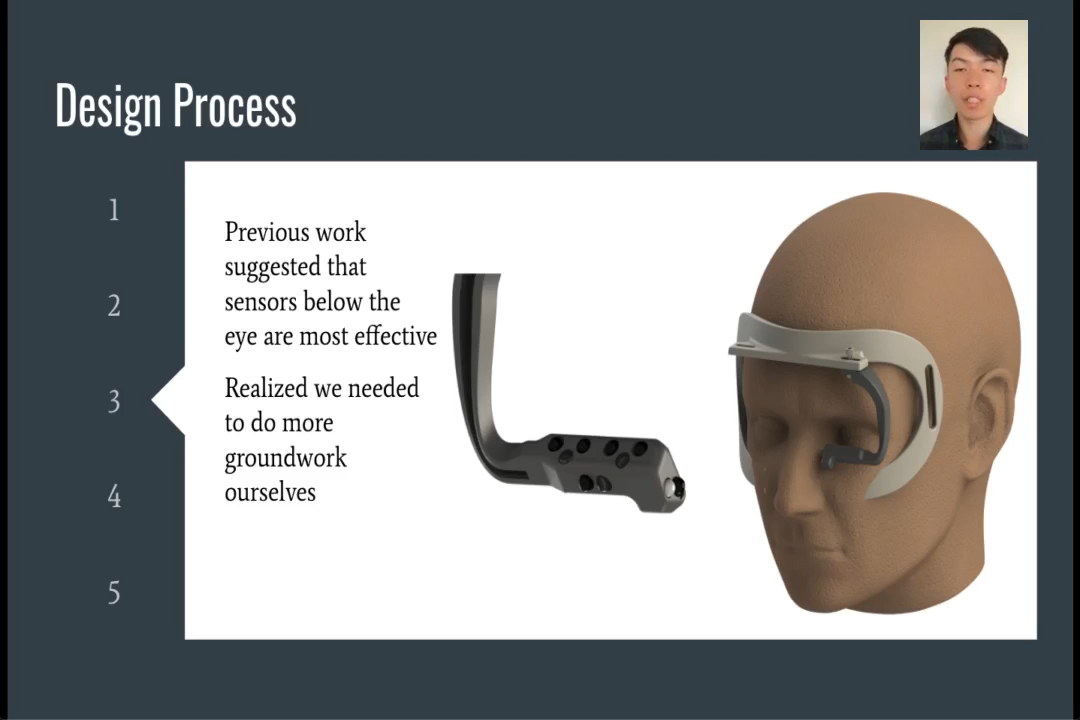 Design Process
1
2
3
4
5
Previous work
suggested that
sensors below the
eye are most effective
Realized we needed
to do more
groundwork
ourselves